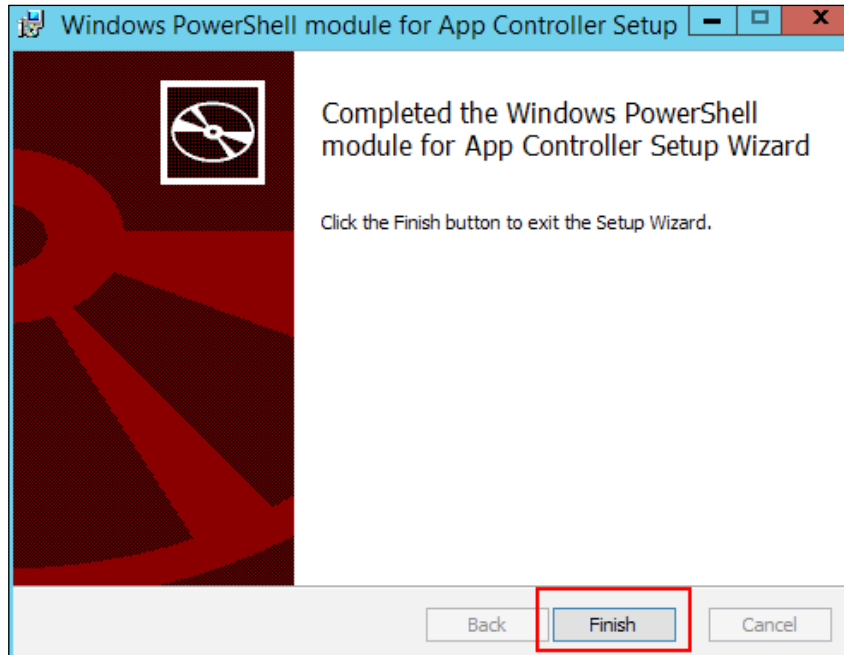 Windows PowerShell module for App Controller Setup
Completed the Windows PowerShell
module for App Controller Setup Wizard
Click the Finish button to exit the Setup Wizard.
Back
Finish
Cancel